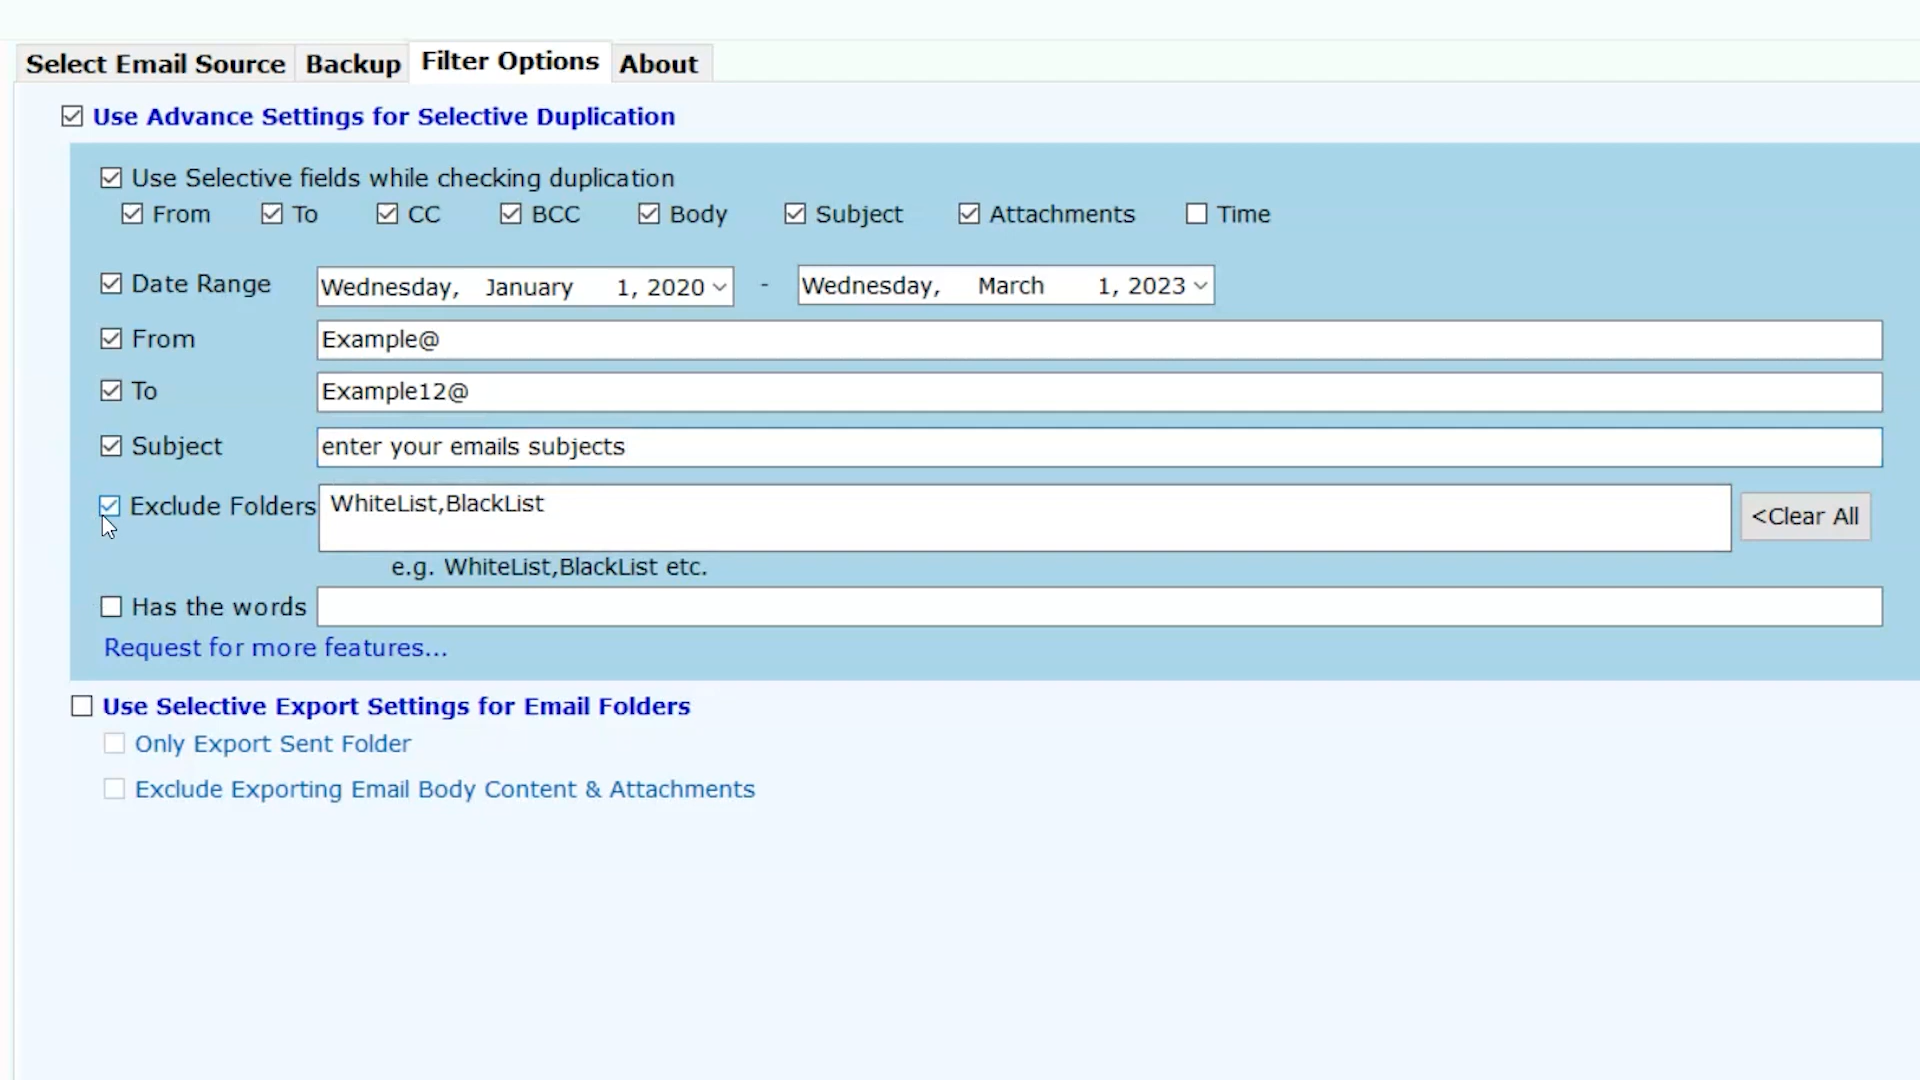 Select Email Source Backup Filter Options About
Use Advance Settings for Selective Duplication
Use Selective fields while checking duplication
From To CC BCC Body Subject Attachments Time
Date Range Wednesday, January 1, 2020 - Wednesday, March 1, 2023
From Example@
To Example12@
Subject enter your emails subjects
Exclude Folders WhiteList,BlackList <Clear All
e.g. WhiteList,BlackList etc.
Has the words
Request for more features...
Use Selective Export Settings for Email Folders
Only Export Sent Folder
Exclude Exporting Email Body Content & Attachments